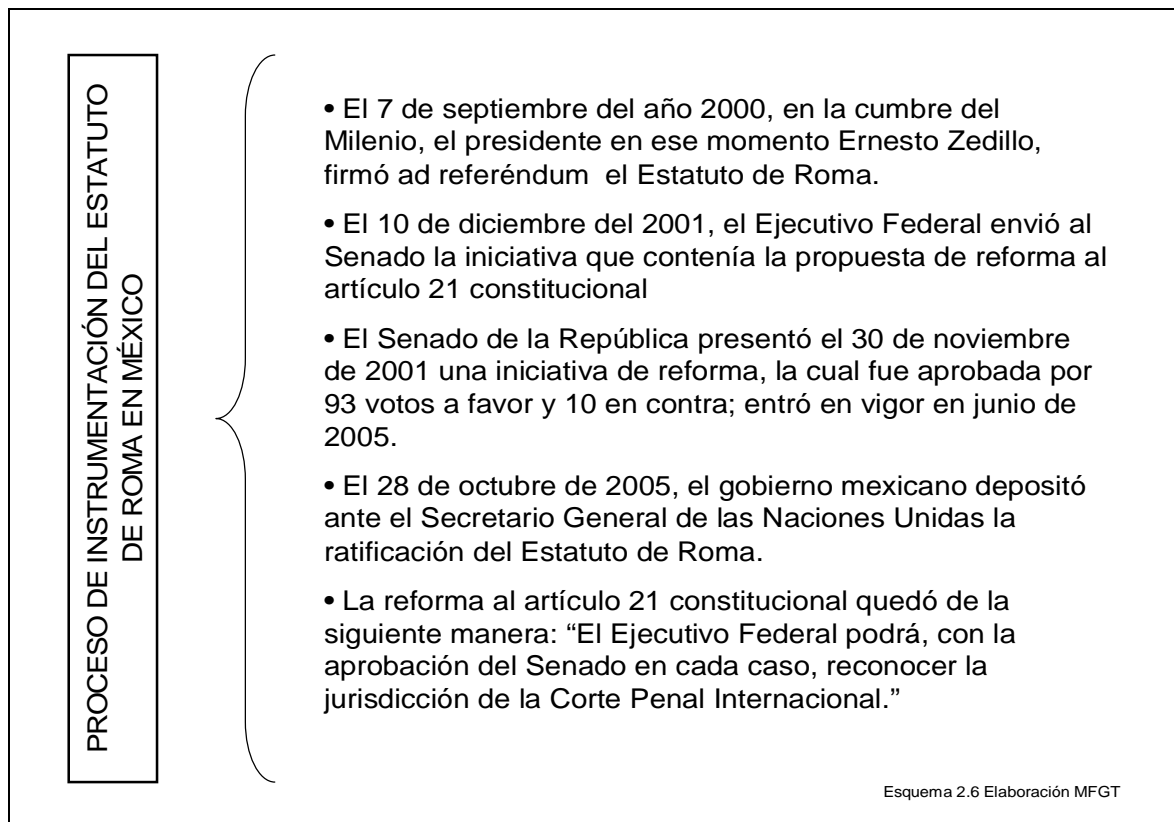 PROCESO DE INSTRUMENTACIÓN DEL ESTATUTO
DE ROMA EN MÉXICO
• El 7 de septiembre del año 2000, en la cumbre del
Milenio, el presidente en ese momento Ernesto Zedillo,
firmó ad referéndum el Estatuto de Roma.
• El 10 de diciembre del 2001, el Ejecutivo Federal envió al
Senado la iniciativa que contenía la propuesta de reforma al
artículo 21 constitucional
• El Senado de la República presentó el 30 de noviembre
de 2001 una iniciativa de reforma, la cual fue aprobada por
93 votos a favor y 10 en contra; entró en vigor en junio de
2005.
• El 28 de octubre de 2005, el gobierno mexicano depositó
ante el Secretario General de las Naciones Unidas la
ratificación del Estatuto de Roma.
• La reforma al artículo 21 constitucional quedó de la
siguiente manera: “El Ejecutivo Federal podrá, con la
aprobación del Senado en cada caso, reconocer la
jurisdicción de la Corte Penal Internacional.”
Esquema 2.6 Elaboración MFGT